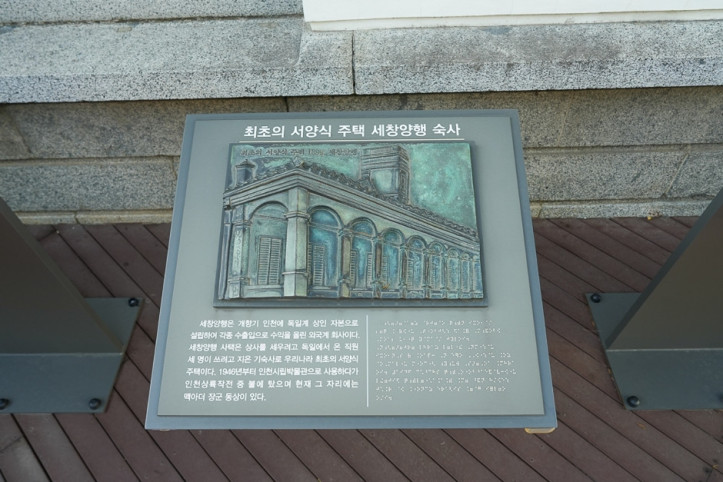 최초의 서양식 주택 세창양행 숙사
세창양행은 개항기 인천에 독일계 상인 자본으로
설립하여 각종 수출입으로 수익을 올린 외국계 회사이다.
세창양행 사택은 상사를 세우려고 독일에서 온 직원
세 명이 쓰려고 지은 기숙사로 우리나라 최초의 서양식
주택이다. 1946년부터 인천시립박물관으로 사용하다가
인천상륙작전 중 불에 탔으며 현재 그 자리에는
맥아더 장군 동상이 있다.